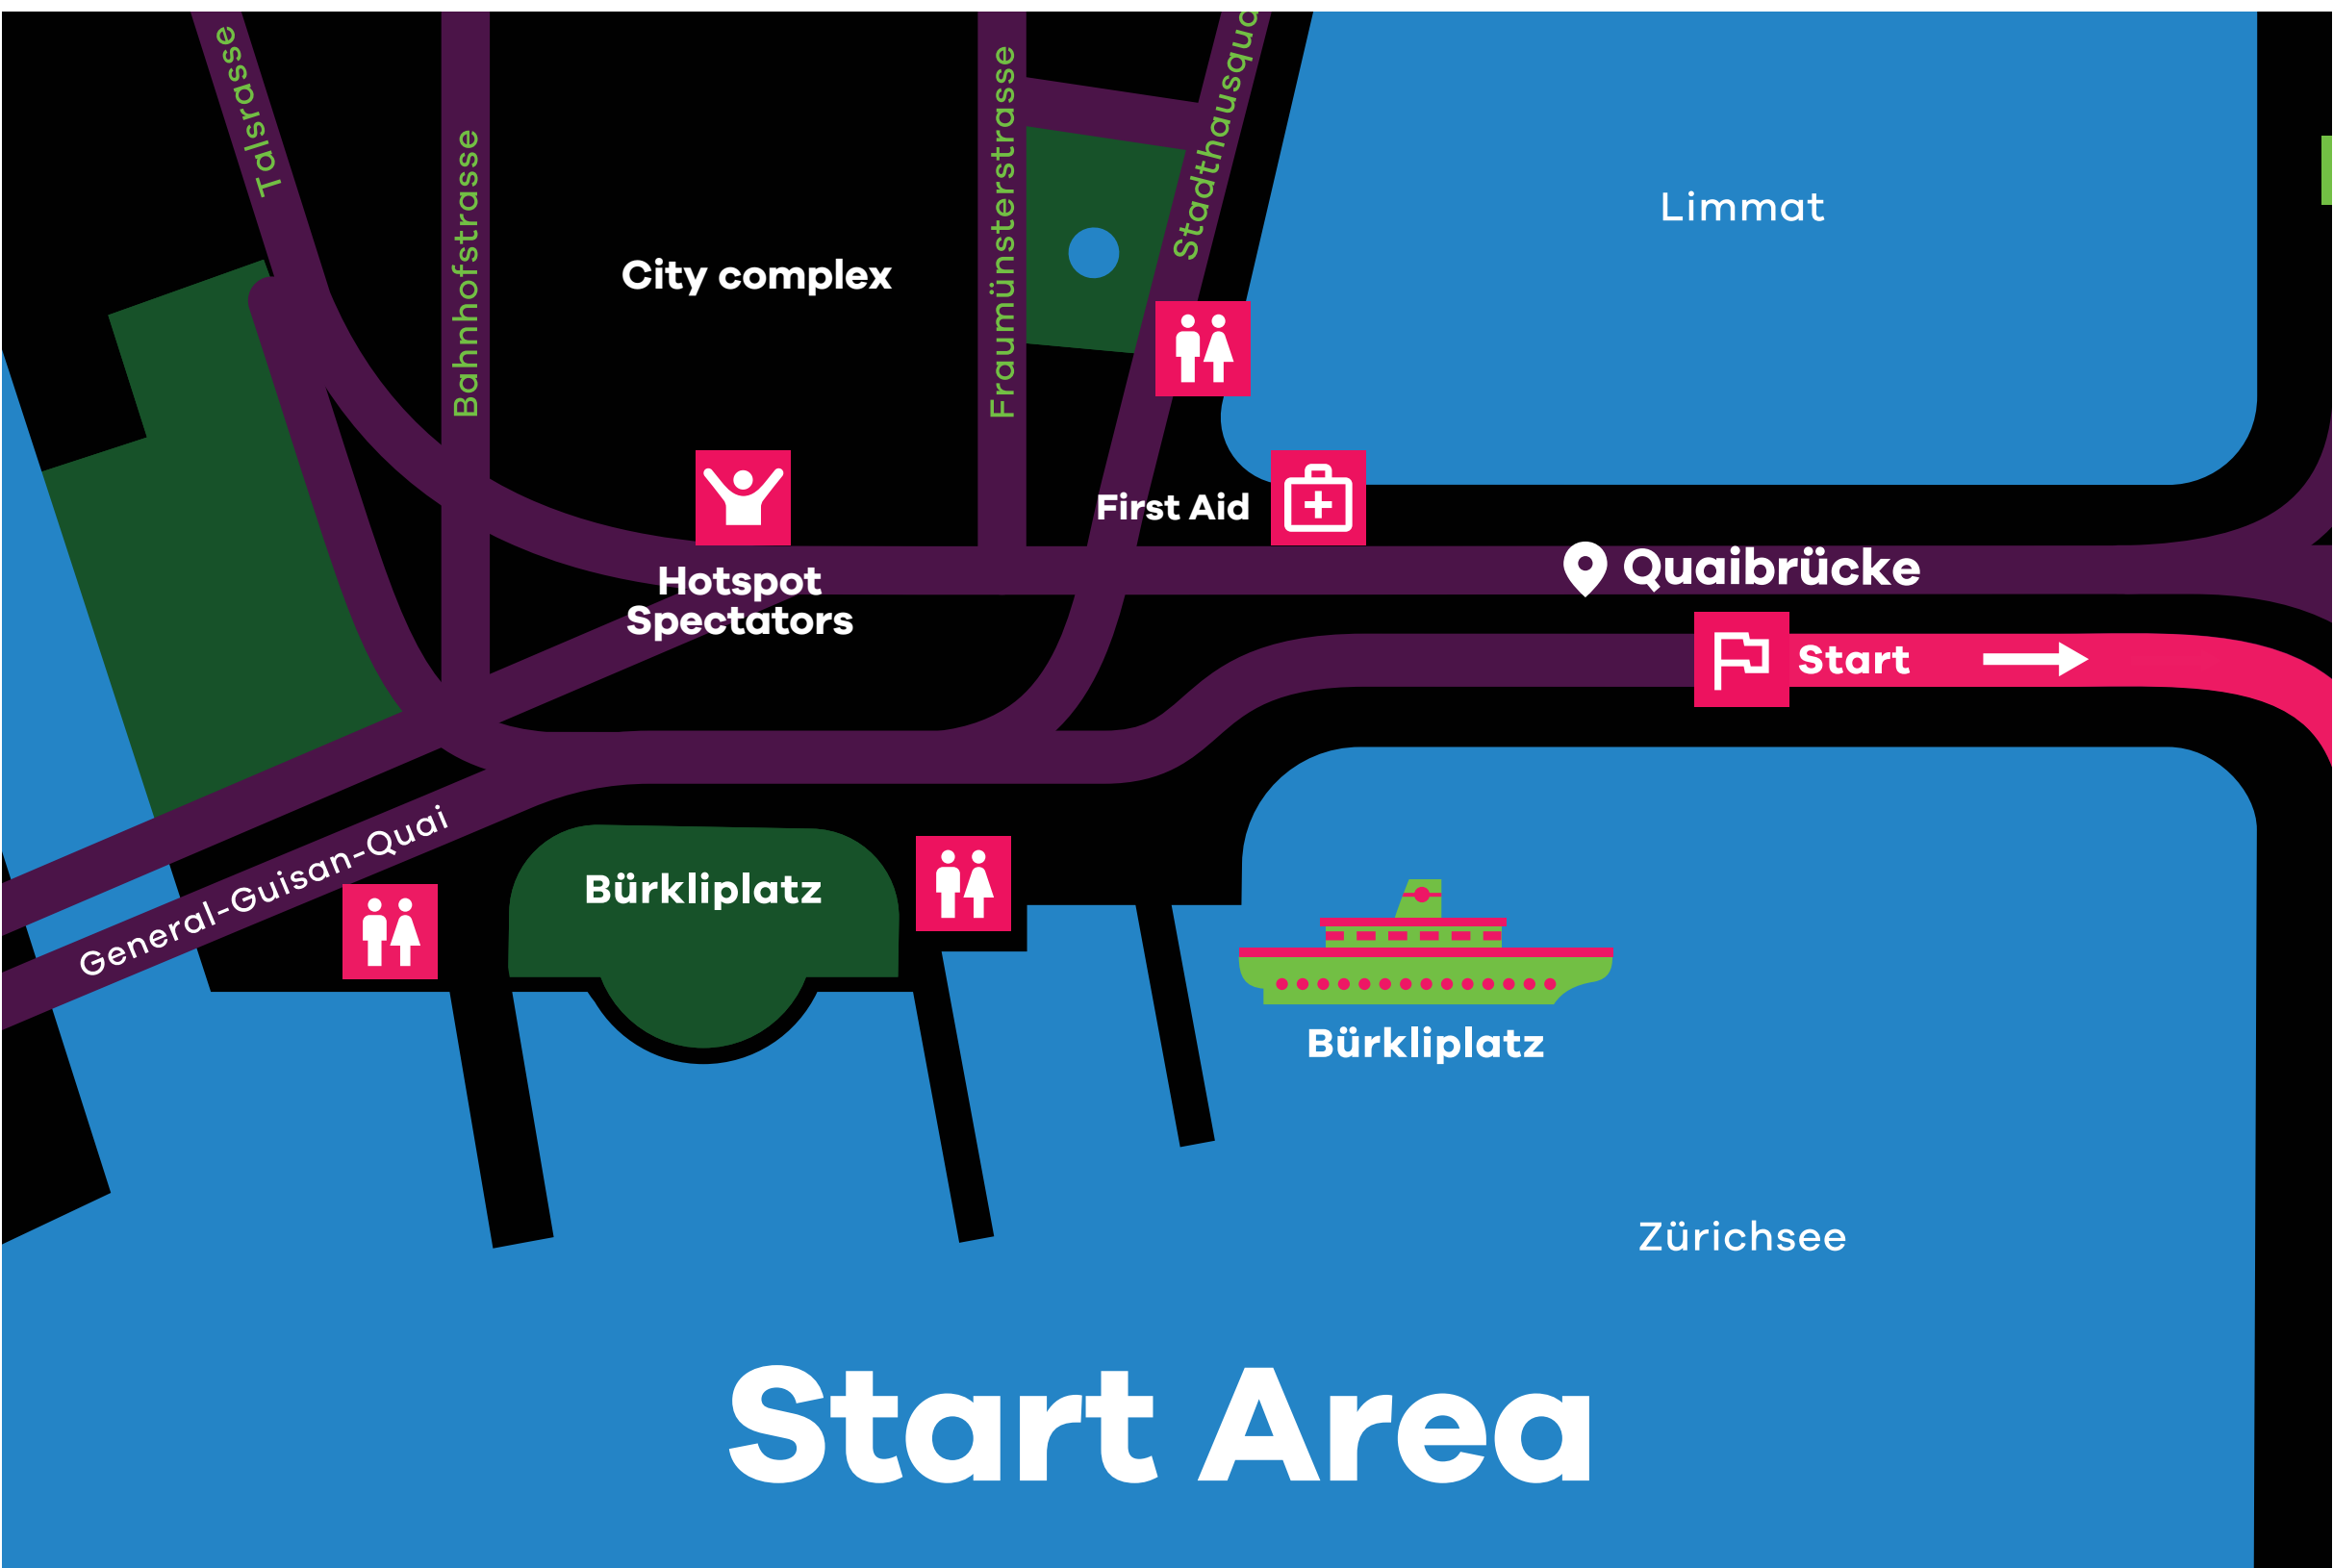 Talsrasse
Bahnhofstrasse
Fraumünsterstrasse
Limmat
City complex
First Aid
Quaibrücke
Hotspot
Spectators
Start
General-Guisan-Quai
Bürkliplatz
Bürkliplatz
Zürichsee
Start Area